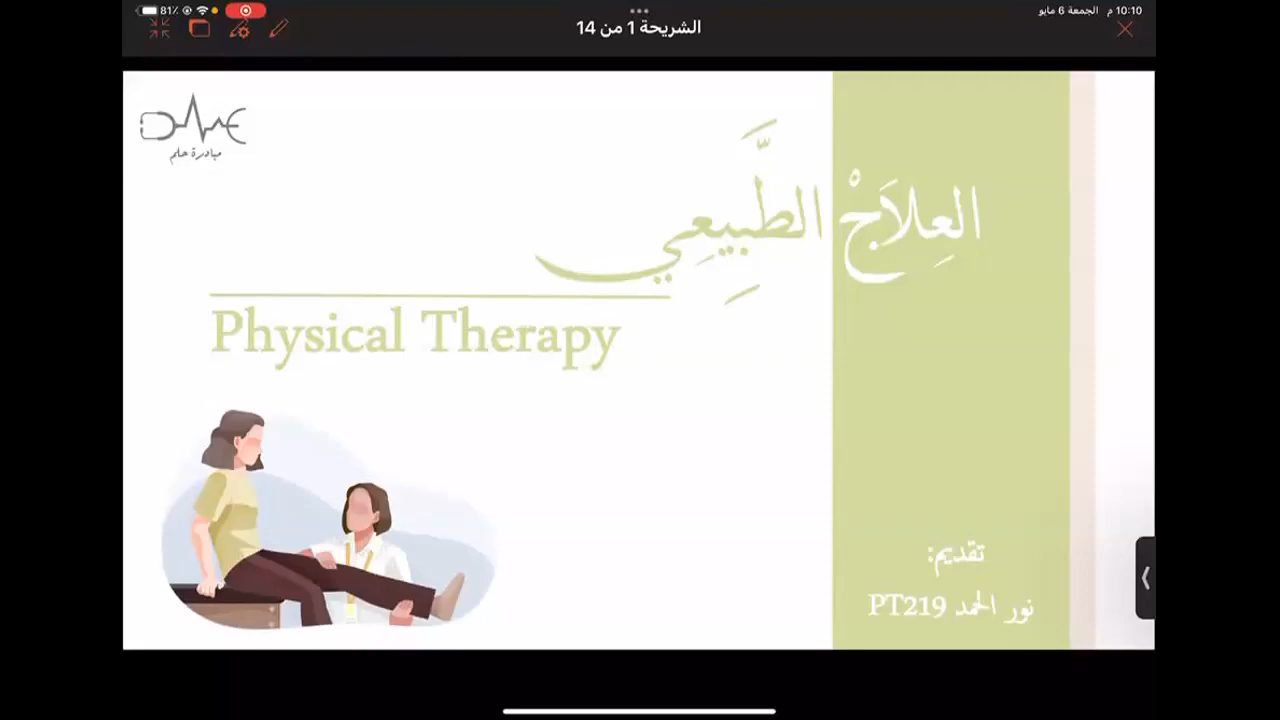 10:10 م الجمعة 6 مايو
81٪
الشريحة 1 من 14
مبادرة حلم
العِلاَجْ الطَّبِيعِي
Physical Therapy
تقديم:
نور الحمد PT219